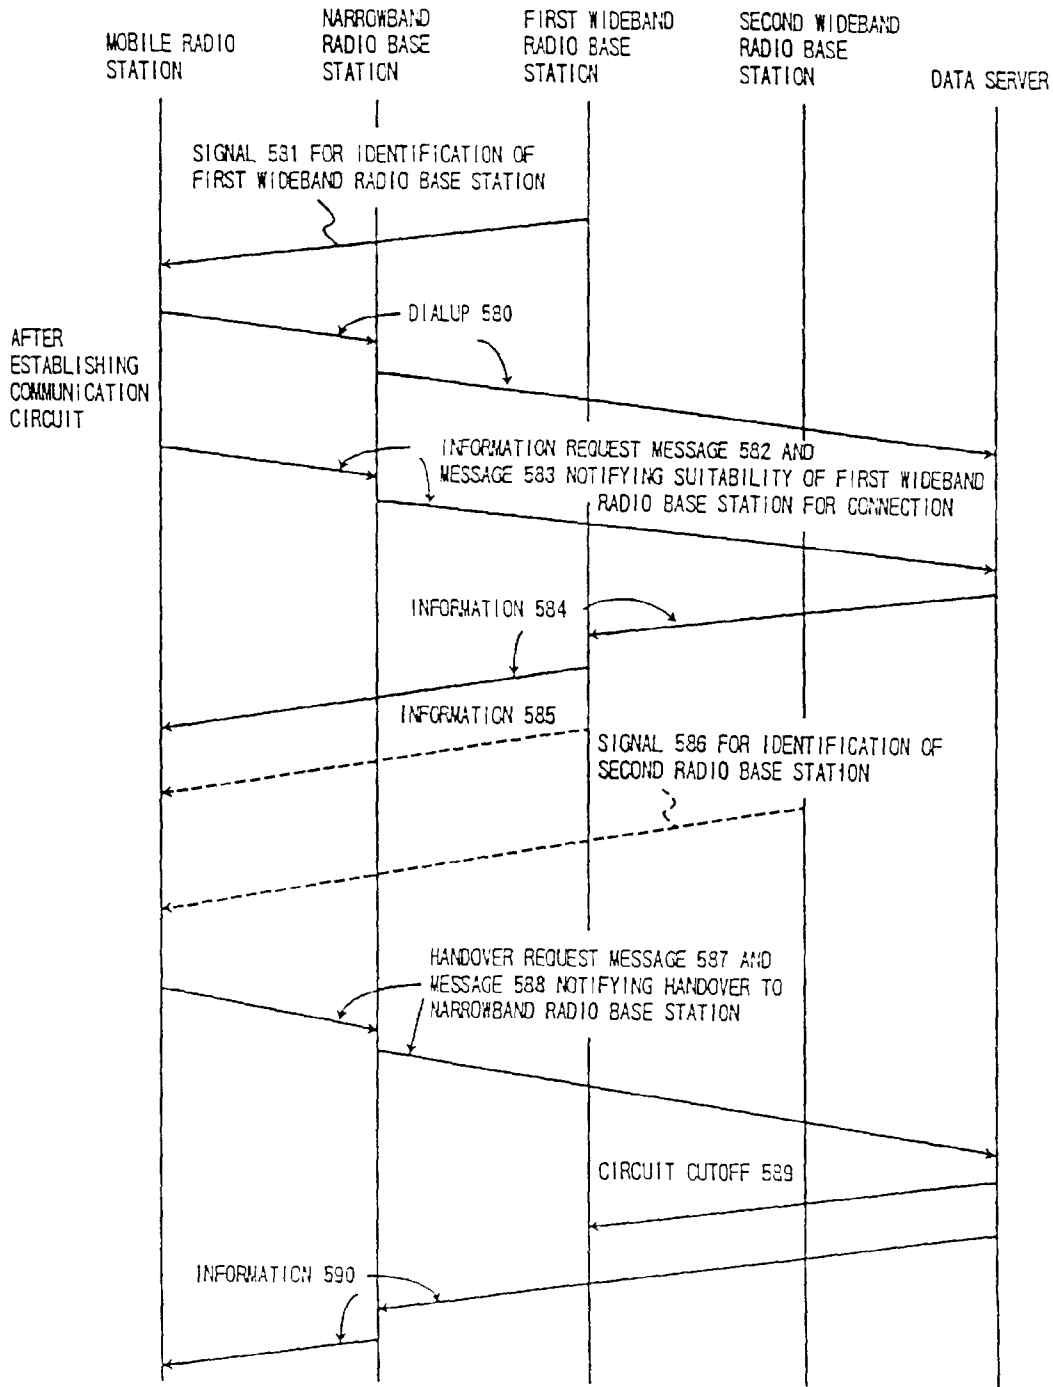 MOBILE RADIO
STATION
NARROWBAND
RADIO BASE
STATION
FIRST WIDEBAND
RADIO BASE
STATION
SECOND WIDEBAND
RADIO BASE
STATION
DATA SERVER
SIGNAL 581 FOR IDENTIFICATION OF
FIRST WIDEBAND RADIO BASE STATION
DIALUP 580
AFTER
ESTABLISHING
COMMUNICATION
CIRCUIT
INFORMATION REQUEST MESSAGE 582 AND
MESSAGE 583 NOTIFYING SUITABILITY OF FIRST WIDEBAND
RADIO BASE STATION FOR CONNECTION
INFORMATION 584
INFORMATION 585
SIGNAL 586 FOR IDENTIFICATION OF
SECOND RADIO BASE STATION
HANDOVER REQUEST MESSAGE 587 AND
MESSAGE 588 NOTIFYING HANDOVER TO
NARROWBAND RADIO BASE STATION
CIRCUIT CUTOFF 589
INFORMATION 590